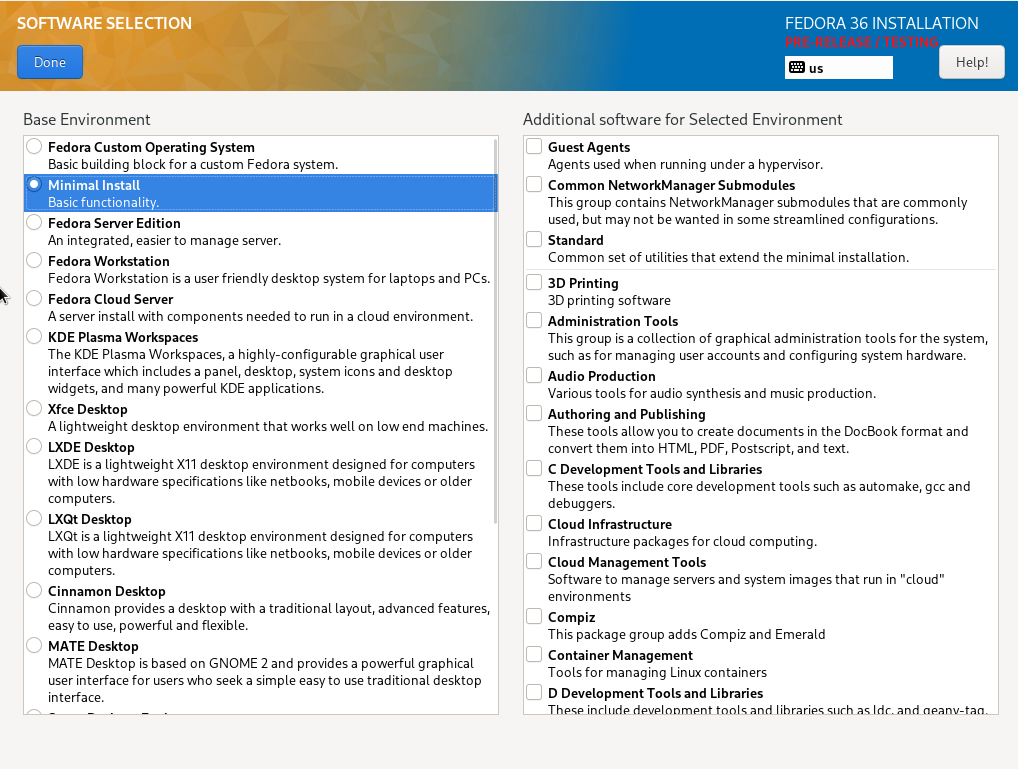 SOFTWARE SELECTION
FEDORA 36 INSTALLATION
PRE-RELEASE / TESTING
Done
us
Help!
Base Environment
Fedora Custom Operating System
Basic building block for a custom Fedora system.
Minimal Install
Basic functionality.
Fedora Server Edition
An integrated, easier to manage server.
Fedora Workstation
Fedora Workstation is a user friendly desktop system for laptops and PCs.
Fedora Cloud Server
A server install with components needed to run in a cloud environment.
KDE Plasma Workspaces
The KDE Plasma Workspaces, a highly-configurable graphical user
interface which includes a panel, desktop, system icons and desktop
widgets, and many powerful KDE applications.
Xfce Desktop
A lightweight desktop environment that works well on low end machines.
LXDE Desktop
LXDE is a lightweight X11 desktop environment designed for computers
with low hardware specifications like netbooks, mobile devices or older
computers.
LXQt Desktop
LXQt is a lightweight X11 desktop environment designed for computers
with low hardware specifications like netbooks, mobile devices or older
computers.
Cinnamon Desktop
Cinnamon provides a desktop with a traditional layout, advanced features,
easy to use, powerful and flexible.
MATE Desktop
MATE Desktop is based on GNOME 2 and provides a powerful graphical
user interface for users who seek a simple easy to use traditional desktop
interface.
Additional software for Selected Environment
Guest Agents
Agents used when running under a hypervisor.
Common NetworkManager Submodules
This group contains NetworkManager submodules that are commonly
used, but may not be wanted in some streamlined configurations.
Standard
Common set of utilities that extend the minimal installation.
3D Printing
3D printing software
Administration Tools
This group is a collection of graphical administration tools for the system,
such as for managing user accounts and configuring system hardware.
Audio Production
Various tools for audio synthesis and music production.
Authoring and Publishing
These tools allow you to create documents in the DocBook format and
convert them into HTML, PDF, Postscript, and text.
C Development Tools and Libraries
These tools include core development tools such as automake, gcc and
debuggers.
Cloud Infrastructure
Infrastructure packages for cloud computing.
Cloud Management Tools
Software to manage servers and system images that run in "cloud"
environments
Compiz
This package group adds Compiz and Emerald
Container Management
Tools for managing Linux containers
D Development Tools and Libraries
These include development tools and libraries such as ldc, and geany-tag.